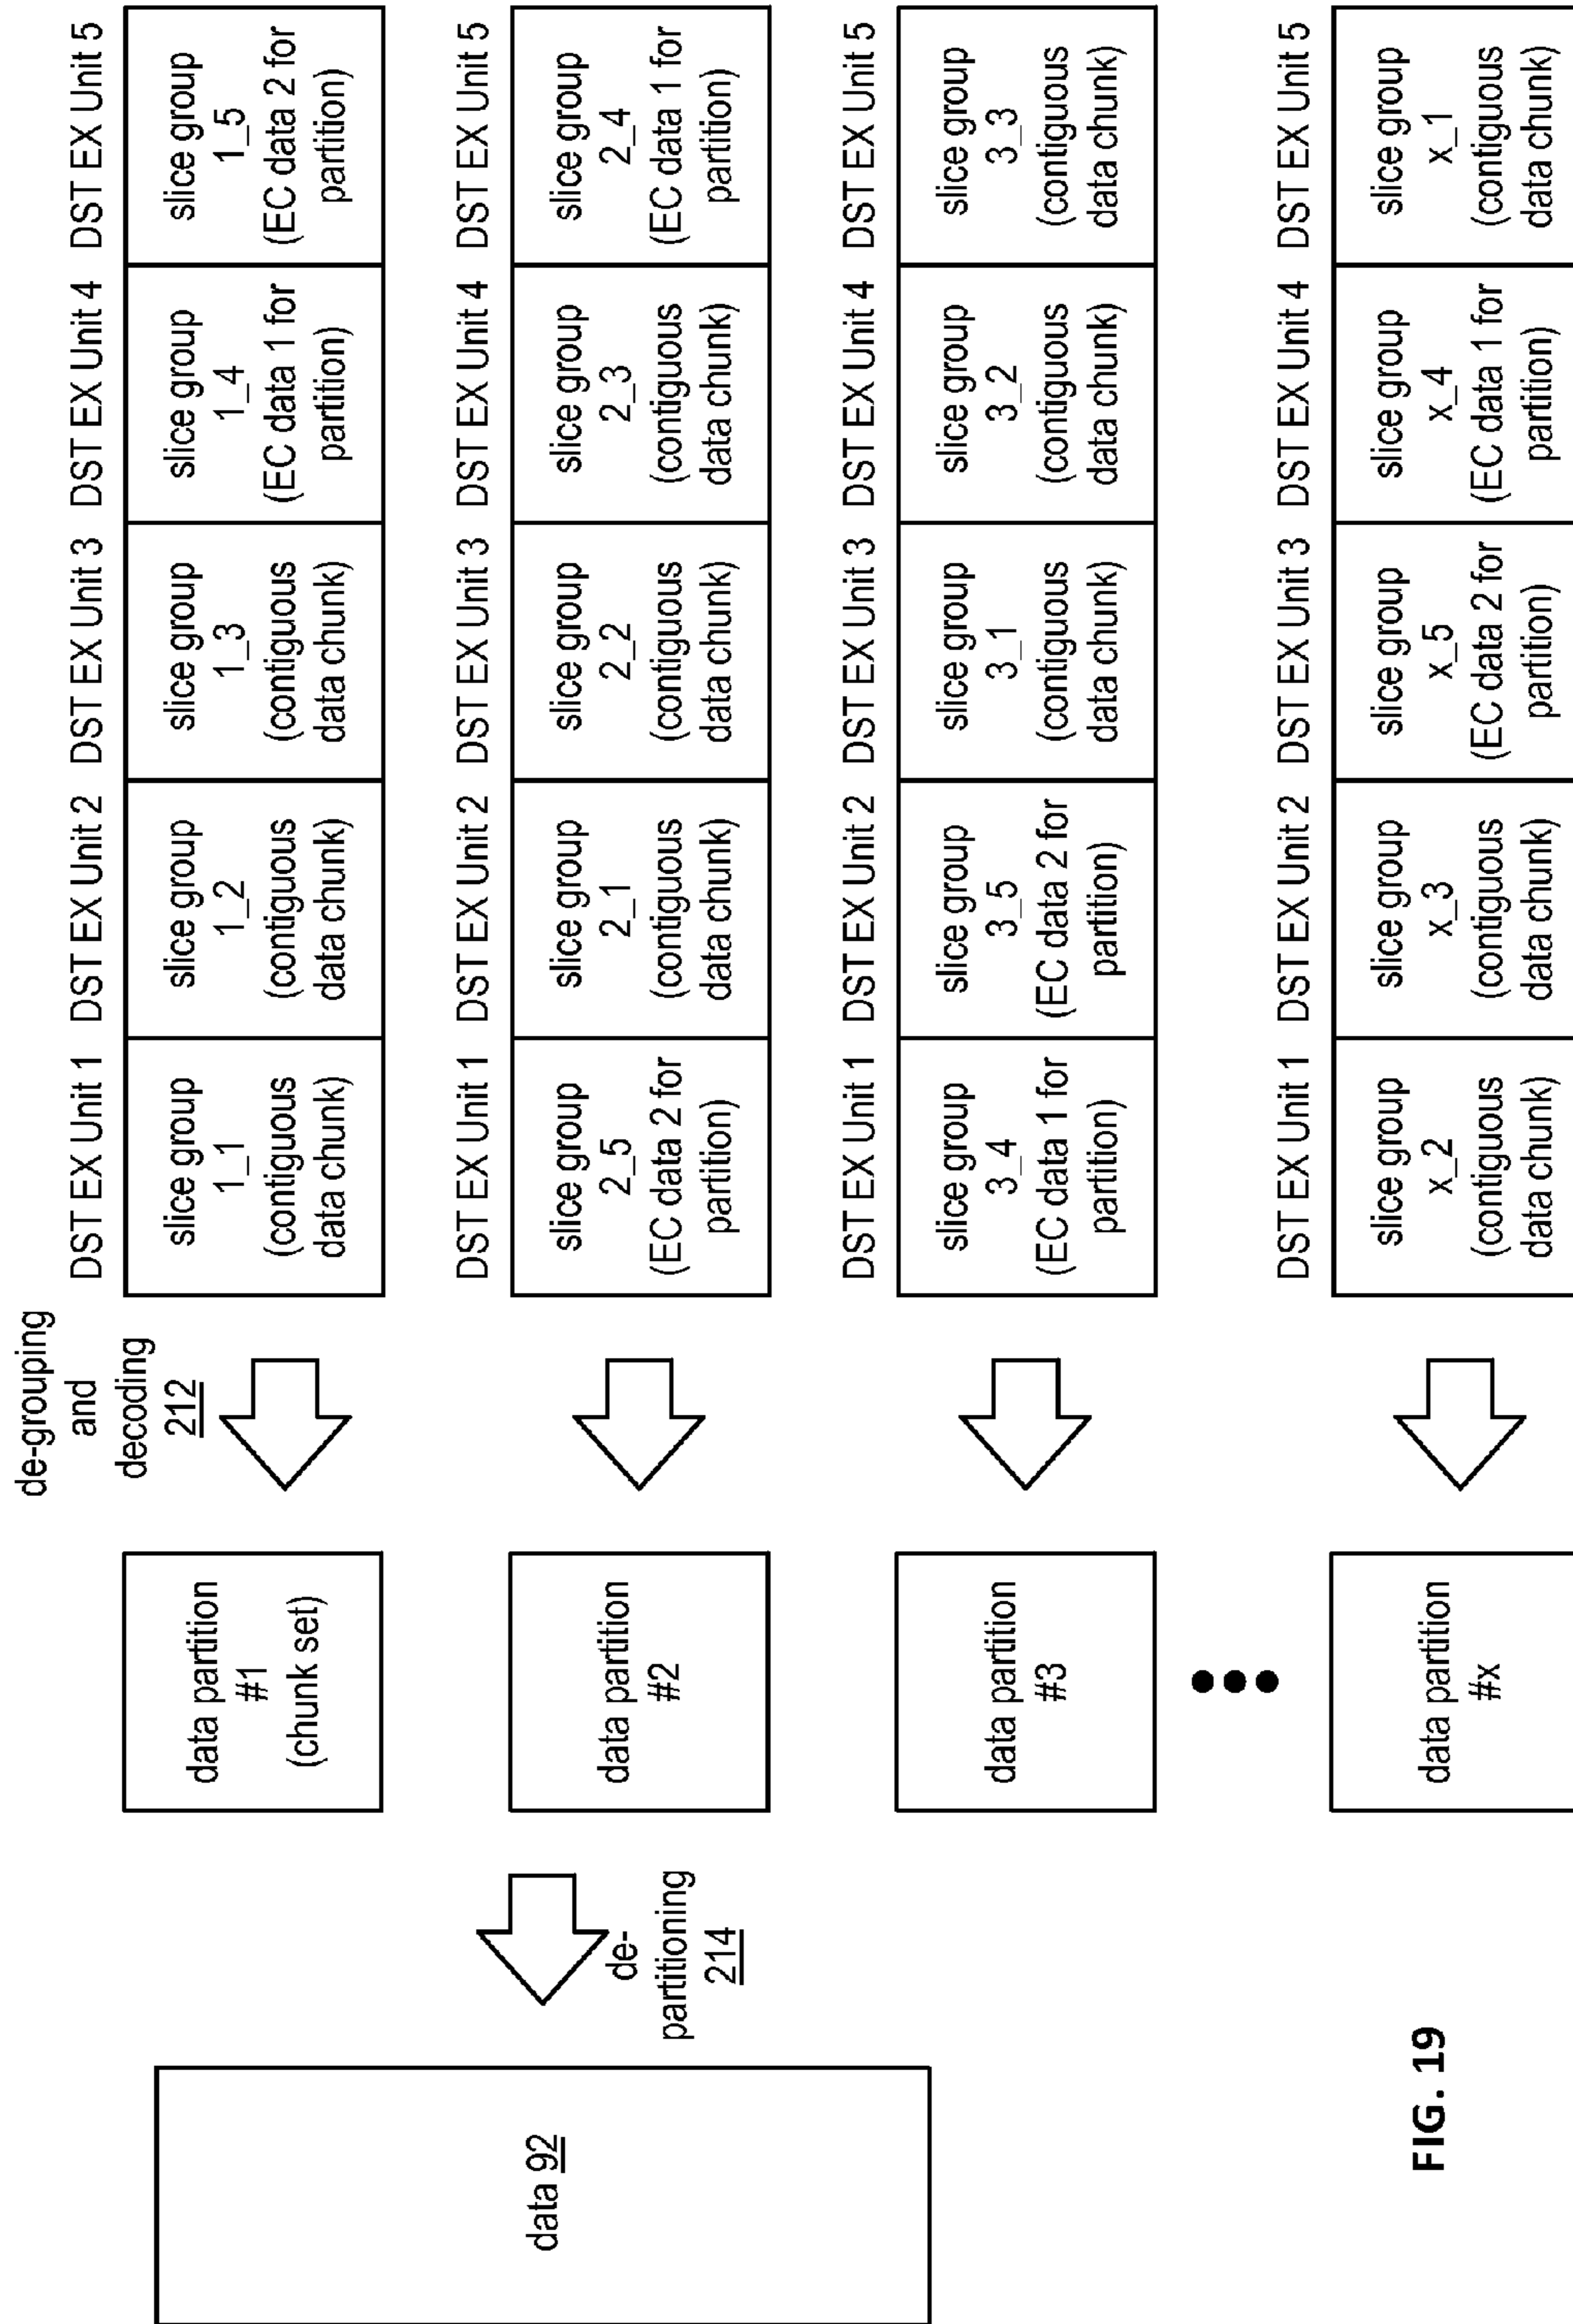 de-grouping
and
decoding
212
data 92
de-
partitioning
214
data partition
#1
(chunk set)
DST EX Unit 1 DST EX Unit 2 DST EX Unit 3 DST EX Unit 4 DST EX Unit 5
slice group
1_1
(contiguous
data chunk)
slice group
1_2
(contiguous
data chunk)
slice group
1_3
(contiguous
data chunk)
slice group
1_4
(EC data 1 for
partition)
slice group
1_5
(EC data 2 for
partition)
data partition
#2
DST EX Unit 1 DST EX Unit 2 DST EX Unit 3 DST EX Unit 4 DST EX Unit 5
slice group
2_5
(EC data 2 for
partition)
slice group
2_1
(contiguous
data chunk)
slice group
2_2
(contiguous
data chunk)
slice group
2_3
(contiguous
data chunk)
slice group
2_4
(EC data 1 for
partition)
data partition
#3
DST EX Unit 1 DST EX Unit 2 DST EX Unit 3 DST EX Unit 4 DST EX Unit 5
slice group
3_4
(EC data 1 for
partition)
slice group
3_5
(EC data 2 for
partition)
slice group
3_1
(contiguous
data chunk)
slice group
3_2
(contiguous
data chunk)
slice group
3_3
(contiguous
data chunk)
data partition
#x
DST EX Unit 1 DST EX Unit 2 DST EX Unit 3 DST EX Unit 4 DST EX Unit 5
slice group
x_2
(contiguous
data chunk)
slice group
x_3
(contiguous
data chunk)
slice group
x_5
(EC data 2 for
partition)
slice group
x_4
(EC data 1 for
partition)
slice group
x_1
(contiguous
data chunk)
FIG. 19